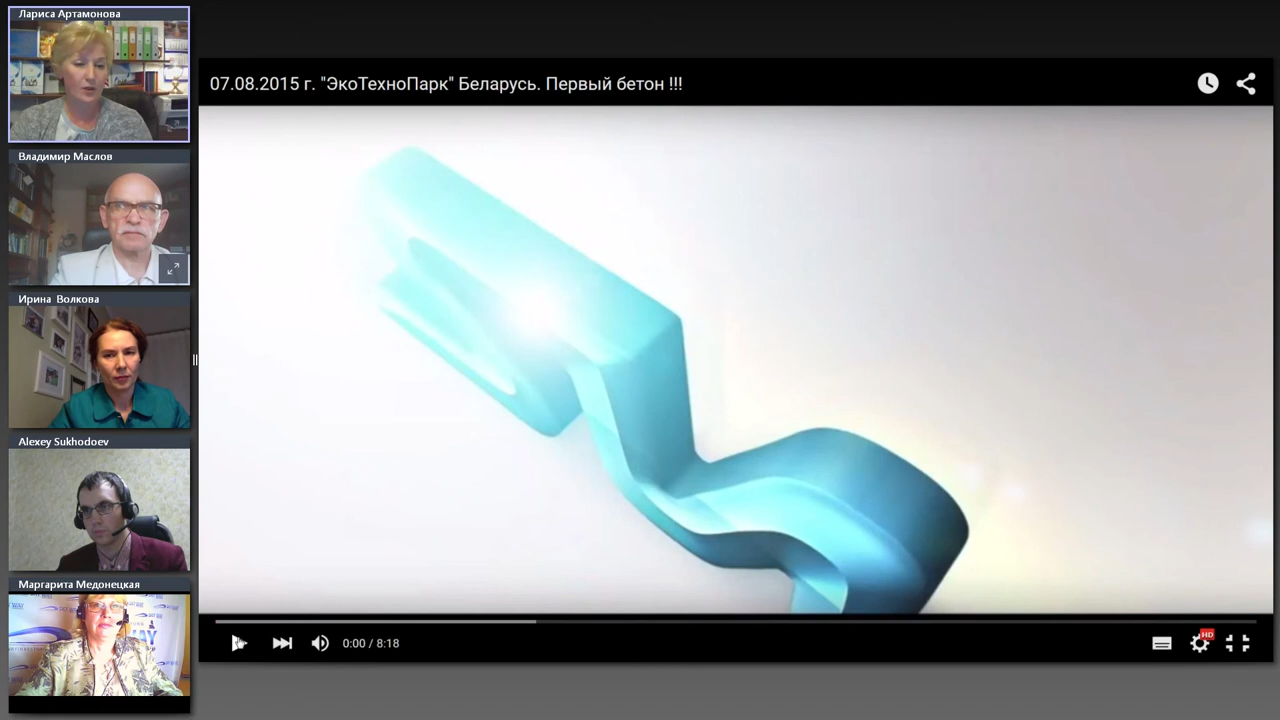 Лариса Артамонова
07.08.2015 г. "ЭкоТехноПарк" Беларусь. Первый бетон !!!
Владимир Маслов
Ирина Волкова
Alexey Sukhodoev
Маргарита Медонецкая
WAY
0:00 / 8:18
HD